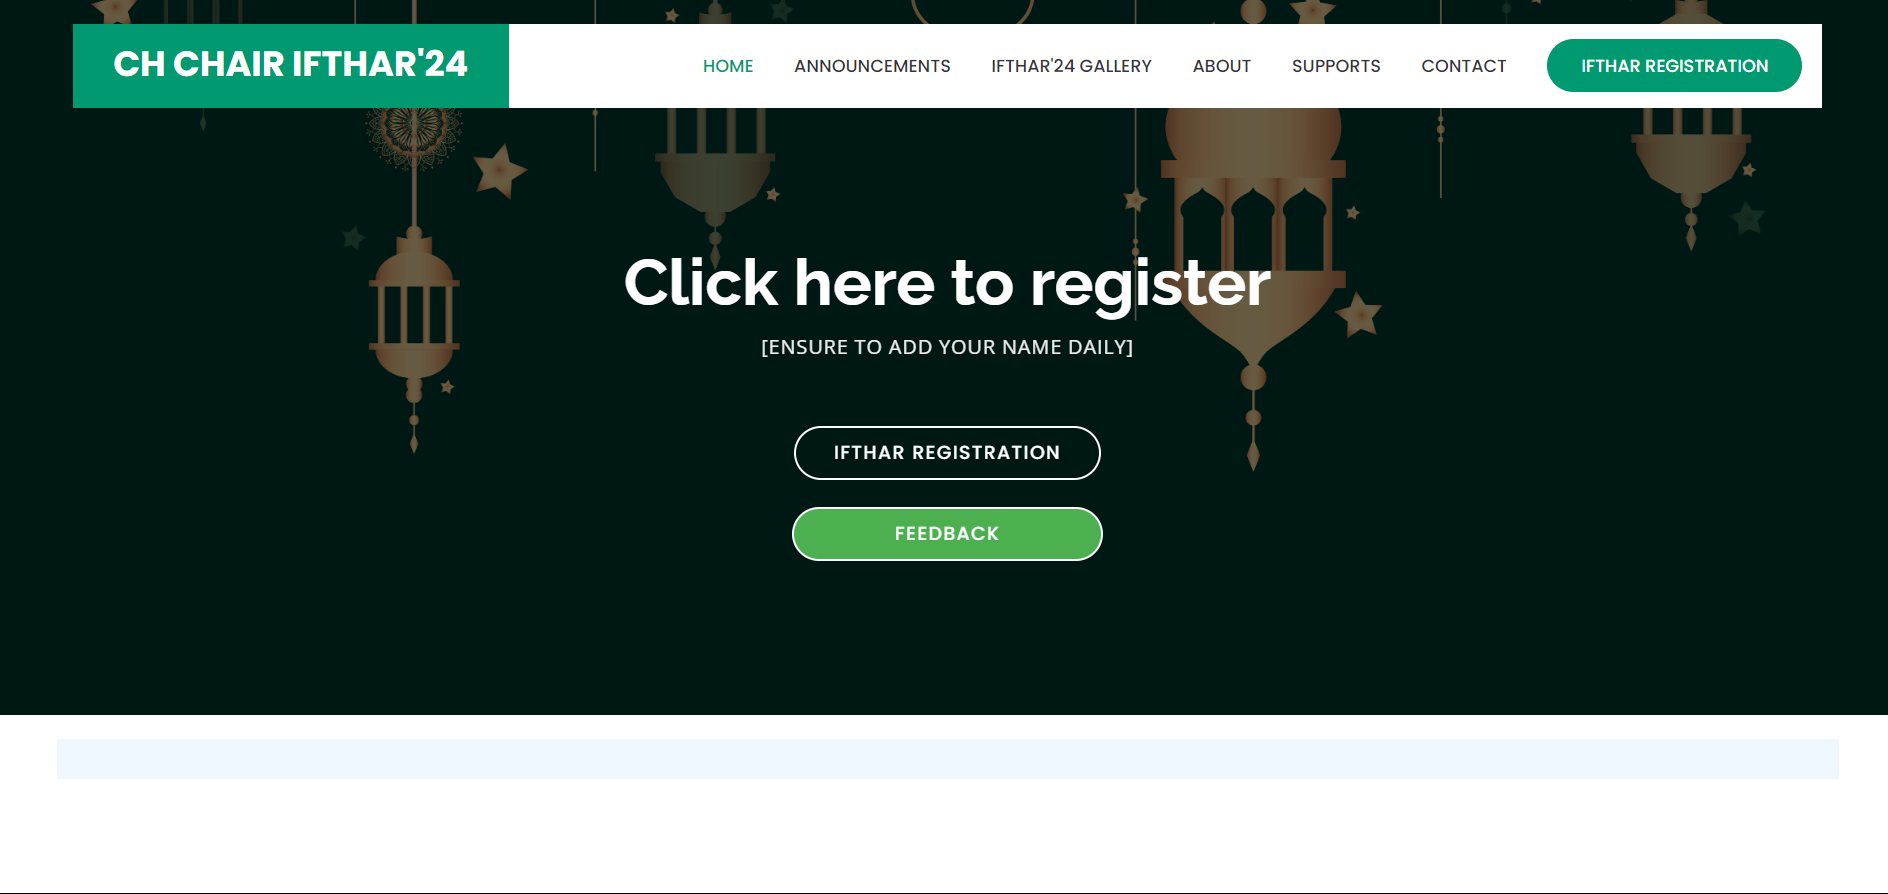 CH CHAIR IFTHAR'24
HOME ANNOUNCEMENTS IFTHAR'24 GALLERY ABOUT SUPPORTS CONTACT IFTHAR REGISTRATION
Click here to register
[ENSURE TO ADD YOUR NAME DAILY]
IFTHAR REGISTRATION
FEEDBACK